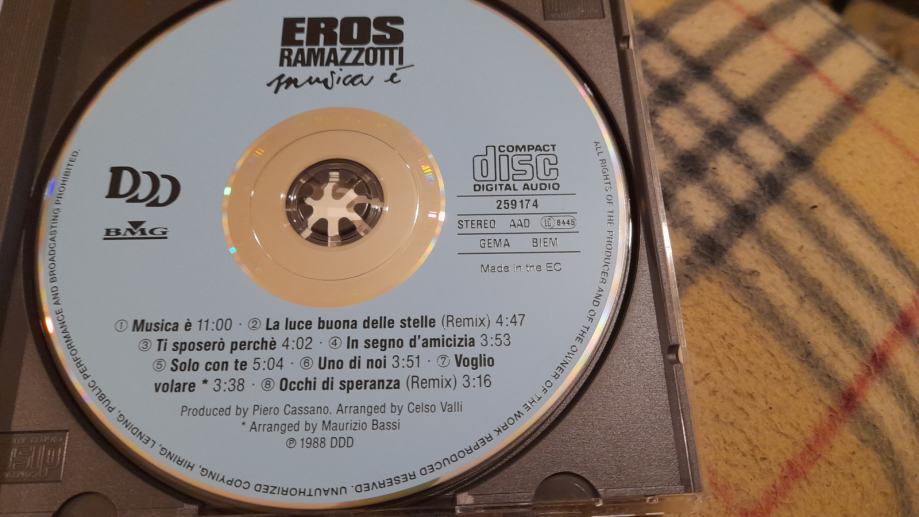 EROS
RAMAZZOTTI
musica è
DDD
BMG
COMPACT
disc
DIGITAL AUDIO
259174
STEREO AAD LC 8445
GEMA BIEM
Made in the EC
① Musica è 11:00 · ② La luce buona delle stelle (Remix) 4:47
③ Ti sposerò perchè 4:02 · ④ In segno d'amicizia 3:53
⑤ Solo con te 5:04 · ⑥ Uno di noi 3:51 · ⑦ Voglio
volare * 3:38 · ⑧ Occhi di speranza (Remix) 3:16
Produced by Piero Cassano. Arranged by Celso Valli
* Arranged by Maurizio Bassi
℗ 1988 DDD
ALL RIGHTS OF THE PRODUCER AND OF THE OWNER OF THE WORK REPRODUCED RESERVED. UNAUTHORIZED COPYING, HIRING, LENDING, PUBLIC PERFORMANCE AND BROADCASTING PROHIBITED.